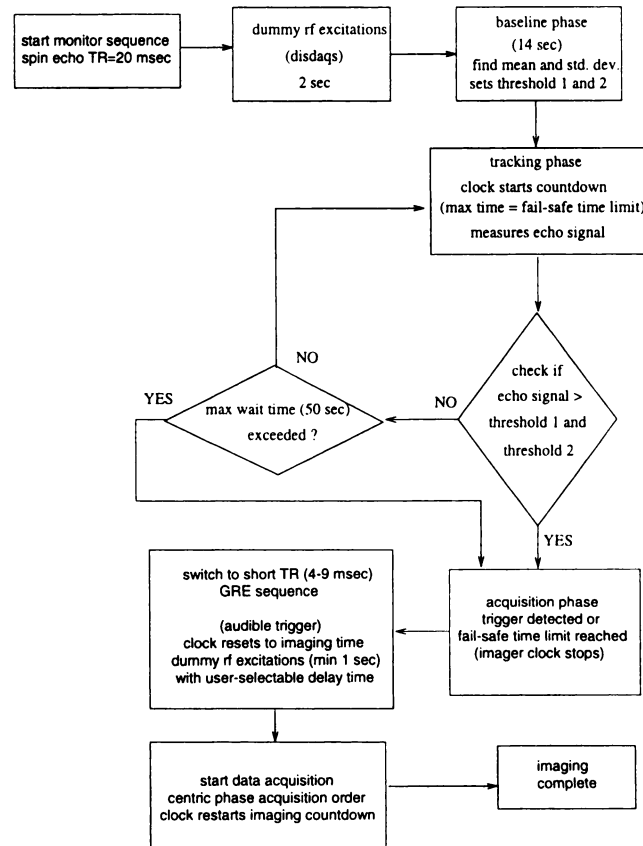 start monitor sequence
spin echo TR=20 msec
dummy rf excitations
(disdaqs)
2 sec
baseline phase
(14 sec)
find mean and std. dev.
sets threshold 1 and 2
tracking phase
clock starts countdown
(max time = fail-safe time limit)
measures echo signal
check if
echo signal >
threshold 1 and
threshold 2
NO
max wait time (50 sec)
exceeded ?
NO
YES
YES
acquisition phase
trigger detected or
fail-safe time limit reached
(imager clock stops)
switch to short TR (4-9 msec)
GRE sequence
(audible trigger)
clock resets to imaging time
dummy rf excitations (min 1 sec)
with user-selectable delay time
start data acquisition
centric phase acquisition order
clock restarts imaging countdown
imaging
complete